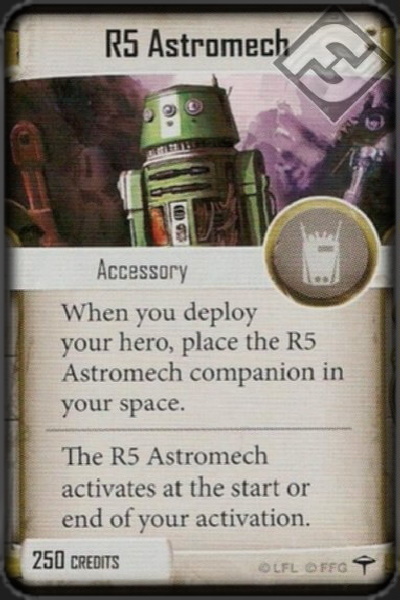 R5 Astromech
Accessory
When you deploy
your hero, place the R5
Astromech companion in
your space.
The R5 Astromech
activates at the start or
end of your activation.
250 CREDITS
©LFL ©FFG